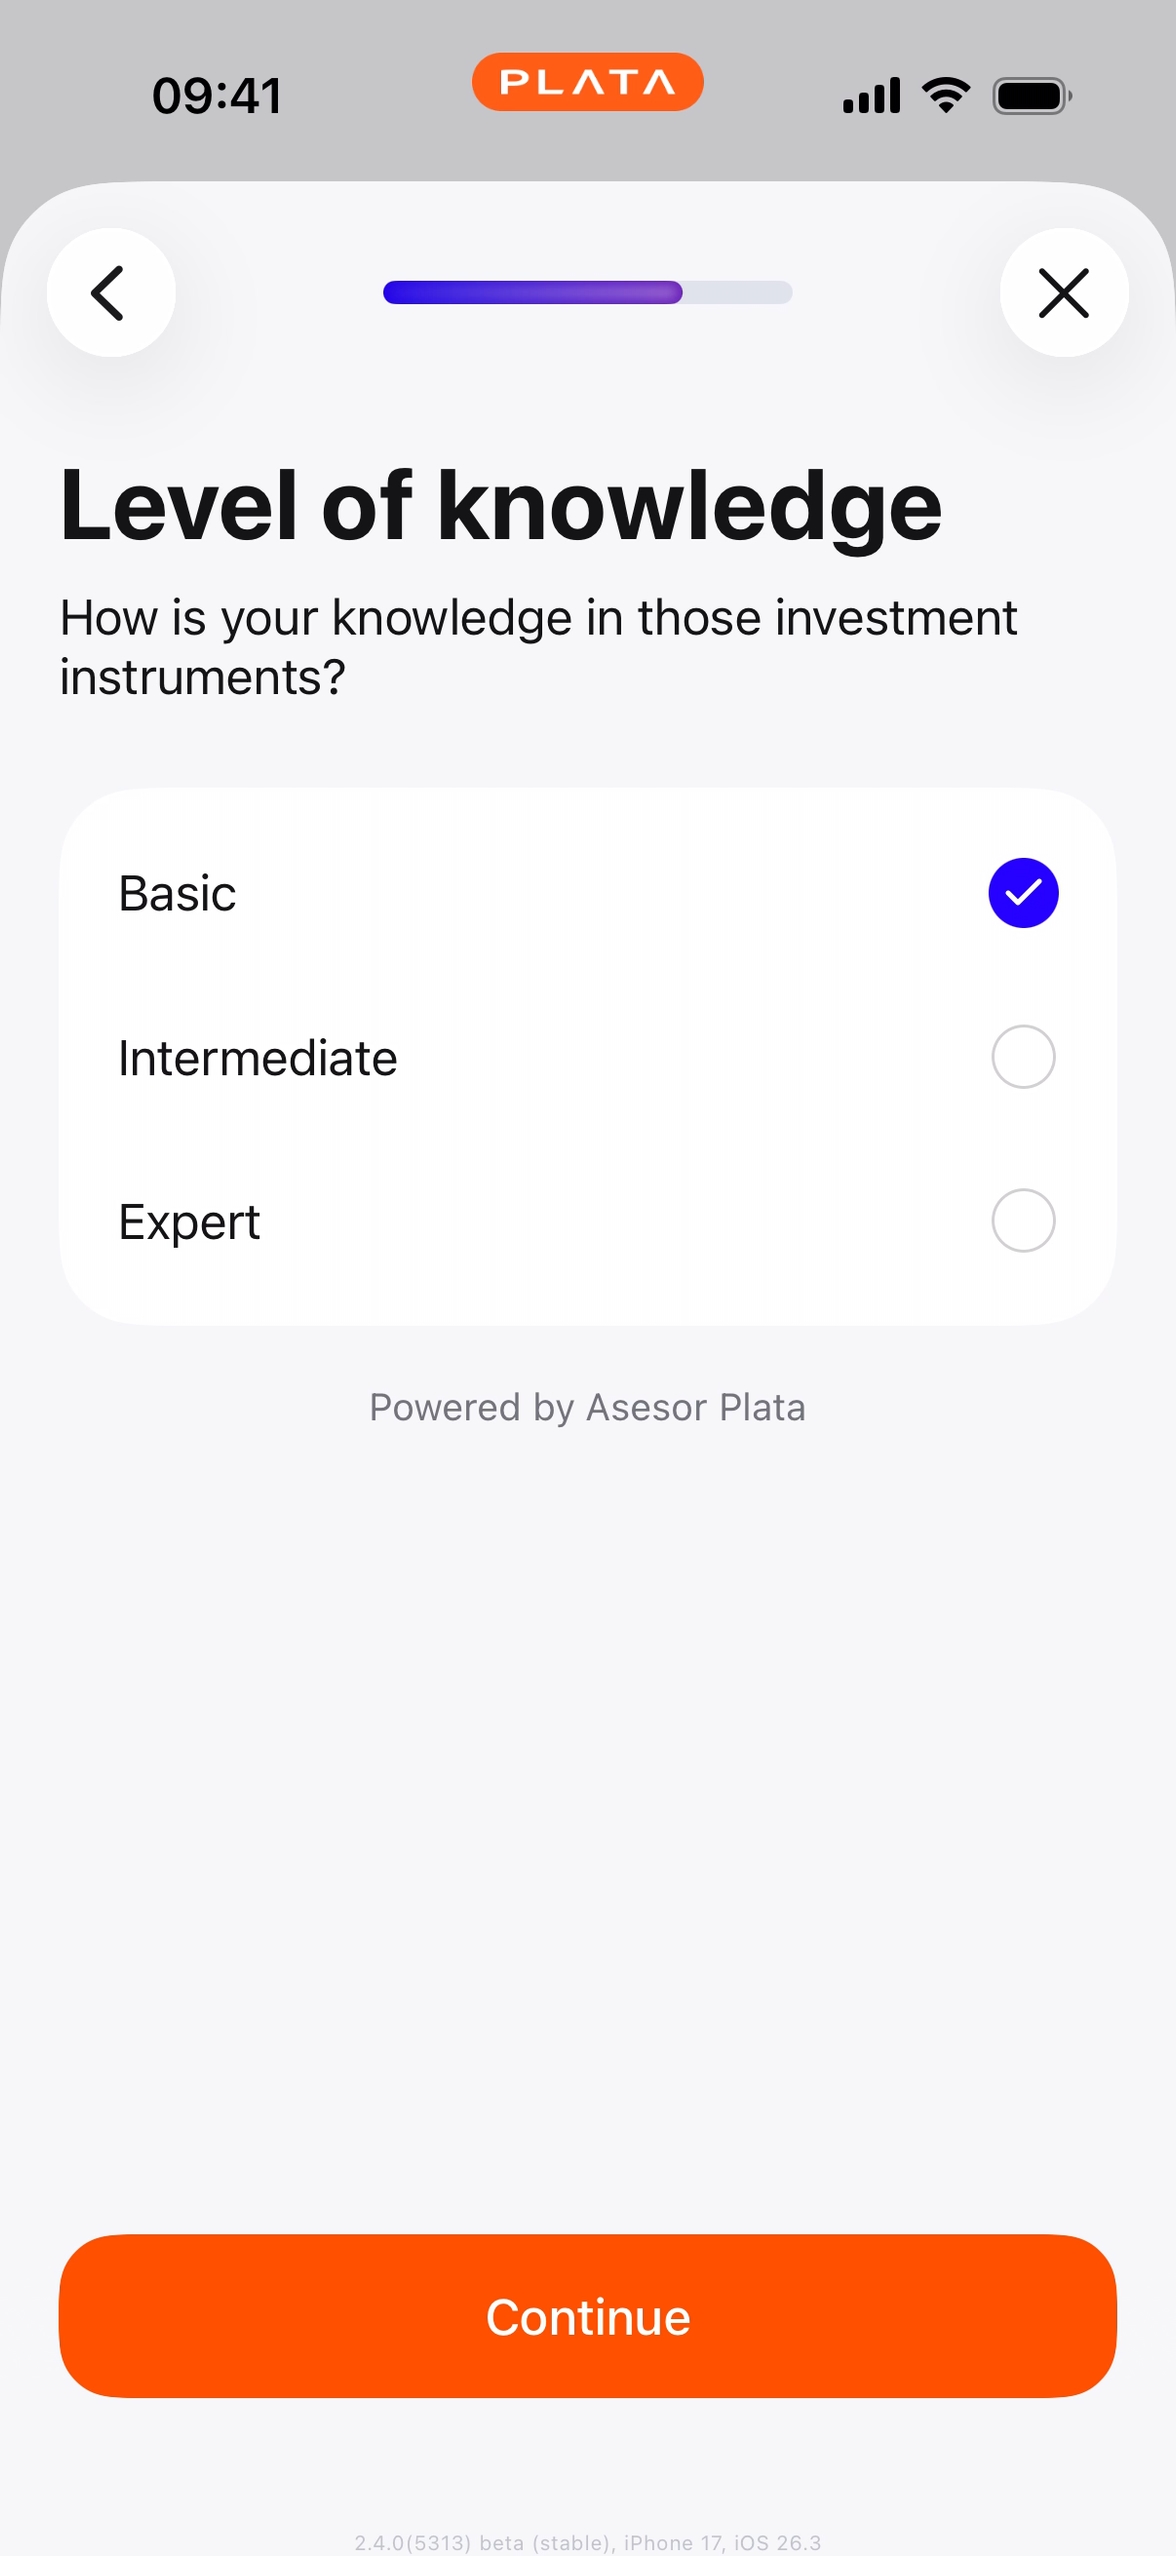 09:41
PLATA
Level of knowledge
How is your knowledge in those investment
instruments?
Basic
Intermediate
Expert
Powered by Asesor Plata
Continue
2.4.0(5313) beta (stable), iPhone 17, iOS 26.3